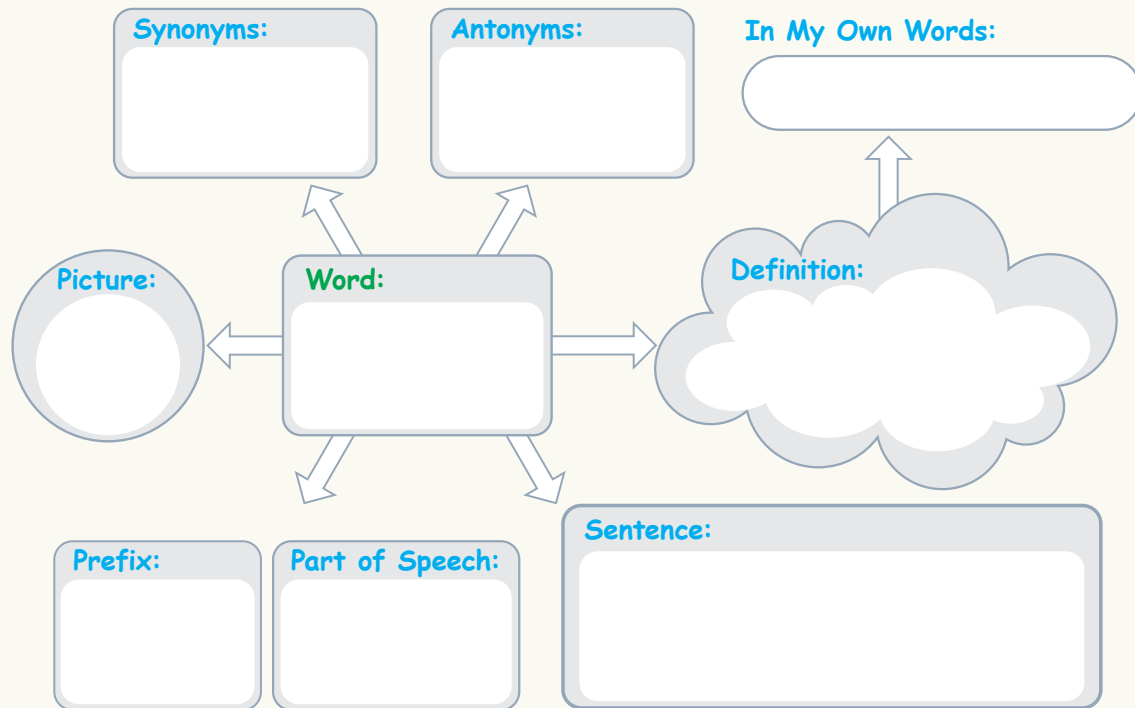 Synonyms:
Antonyms:
In My Own Words:
Picture:
Word:
Definition:
Prefix:
Part of Speech:
Sentence: